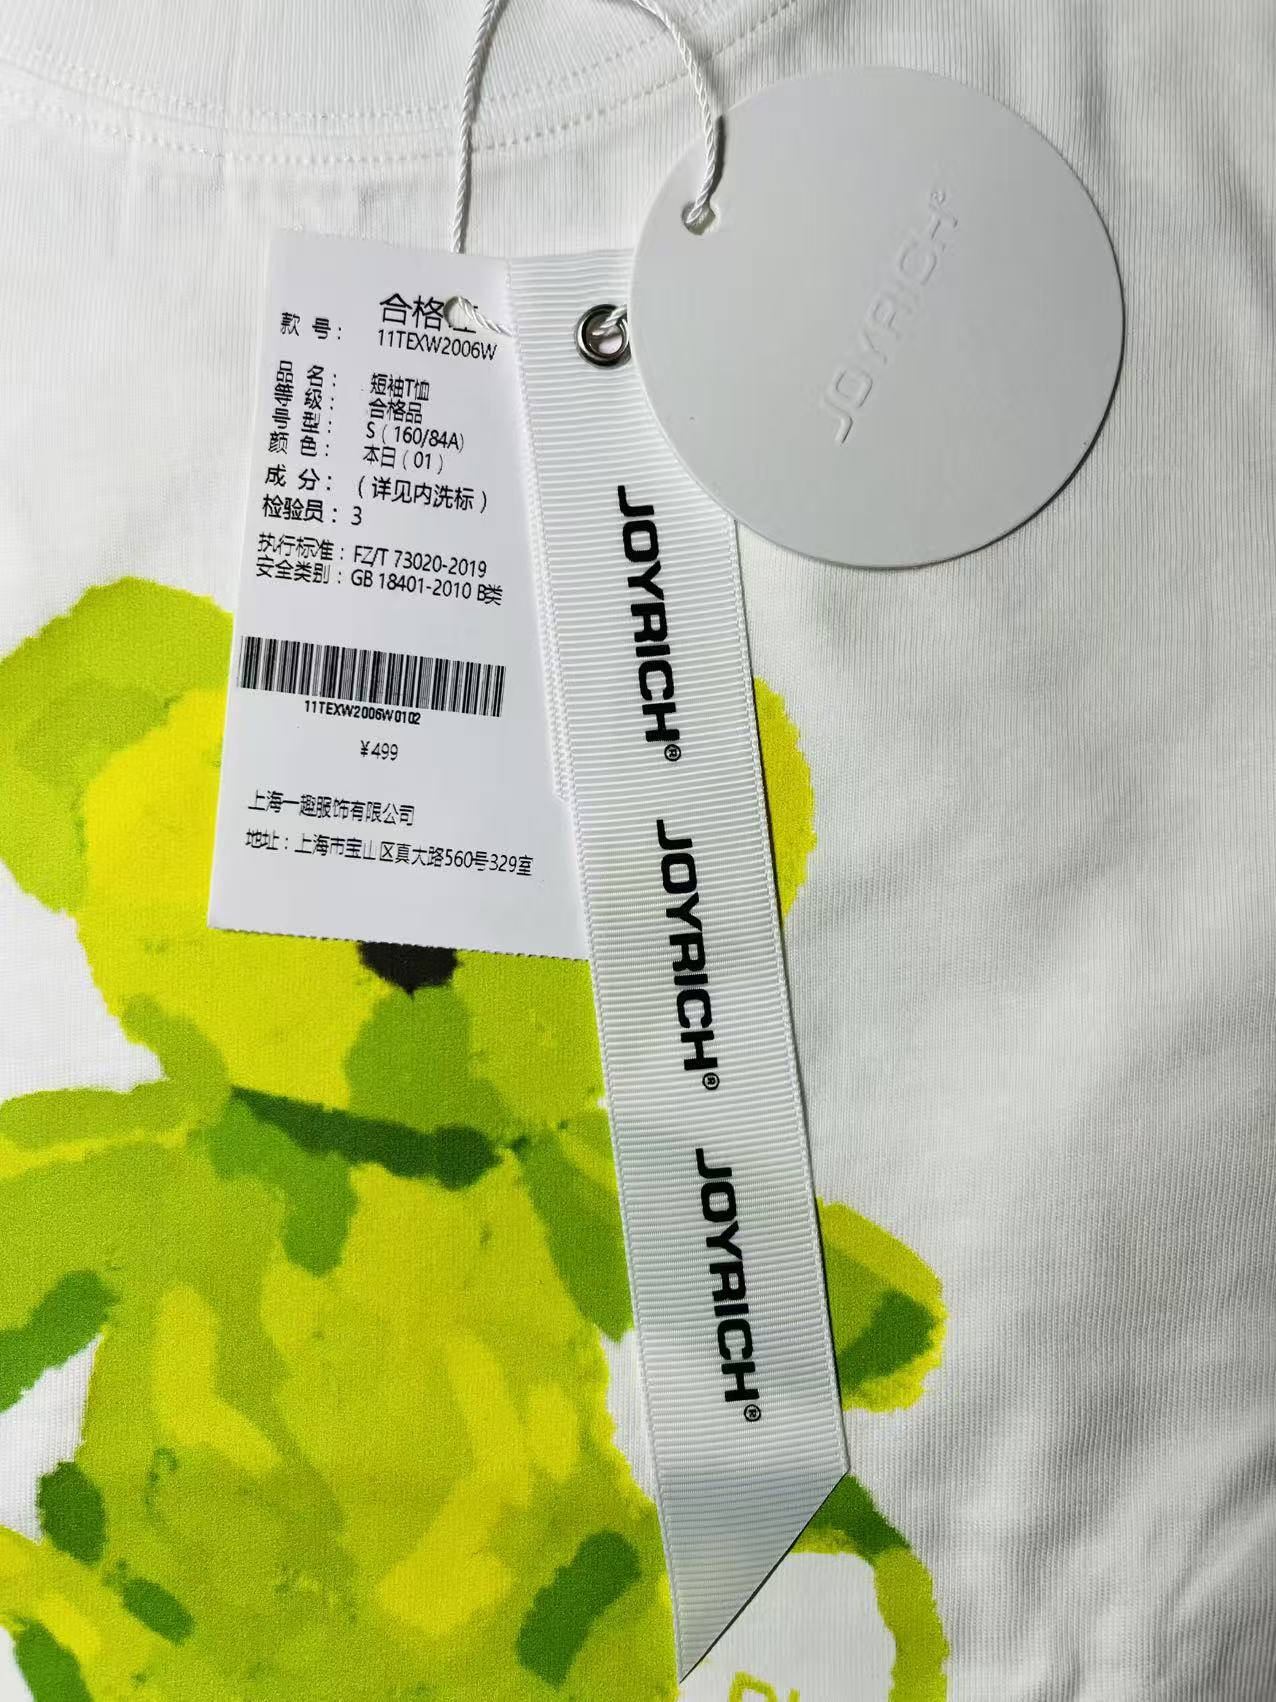 合格
款 号： 11TEXW2006W
品 名： 短袖T恤
等 级： 合格品
号 型： S（160/84A）
颜 色： 本白（01）
成 分：（详见内洗标）
检验员：3
执行标准：FZ/T 73020-2019
安全类别：GB 18401-2010 B类
11TEXW2006W0102
¥499
上海一趣服饰有限公司
地址：上海市宝山区真大路560号329室
JOYRICH®
JOYRICH®
JOYRICH®
JOYRICH®